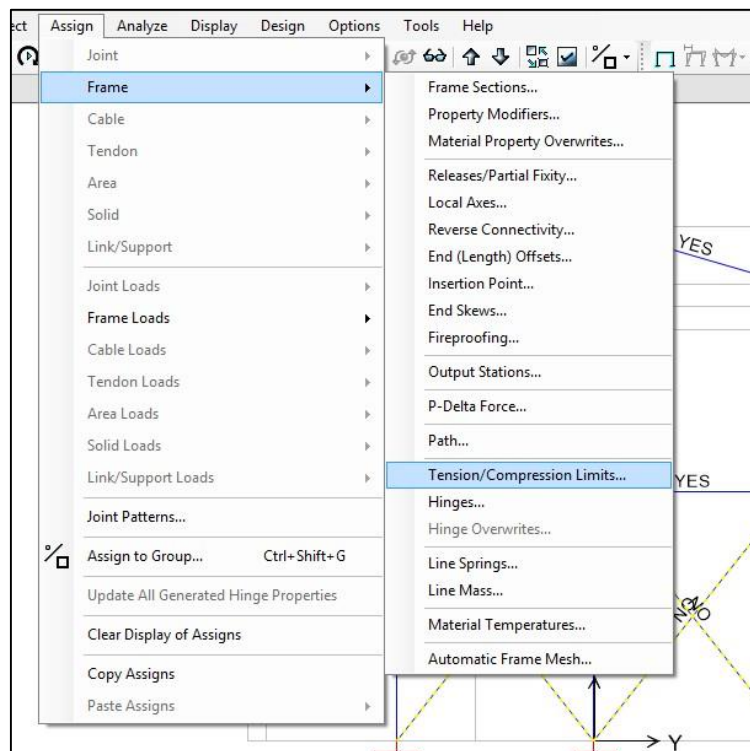 ect Assign Analyze Display Design Options Tools Help
Joint
Frame
Cable
Tendon
Area
Solid
Link/Support
Joint Loads
Frame Loads
Cable Loads
Tendon Loads
Area Loads
Solid Loads
Link/Support Loads
Joint Patterns...
Assign to Group... Ctrl+Shift+G
Update All Generated Hinge Properties
Clear Display of Assigns
Copy Assigns
Paste Assigns
Frame Sections...
Property Modifiers...
Material Property Overwrites...
Releases/Partial Fixity...
Local Axes...
Reverse Connectivity...
End (Length) Offsets...
Insertion Point...
End Skews...
Fireproofing...
Output Stations...
P-Delta Force...
Path...
Tension/Compression Limits...
Hinges...
Hinge Overwrites...
Line Springs...
Line Mass...
Material Temperatures...
Automatic Frame Mesh...
YES
YES
NO
NO
Y